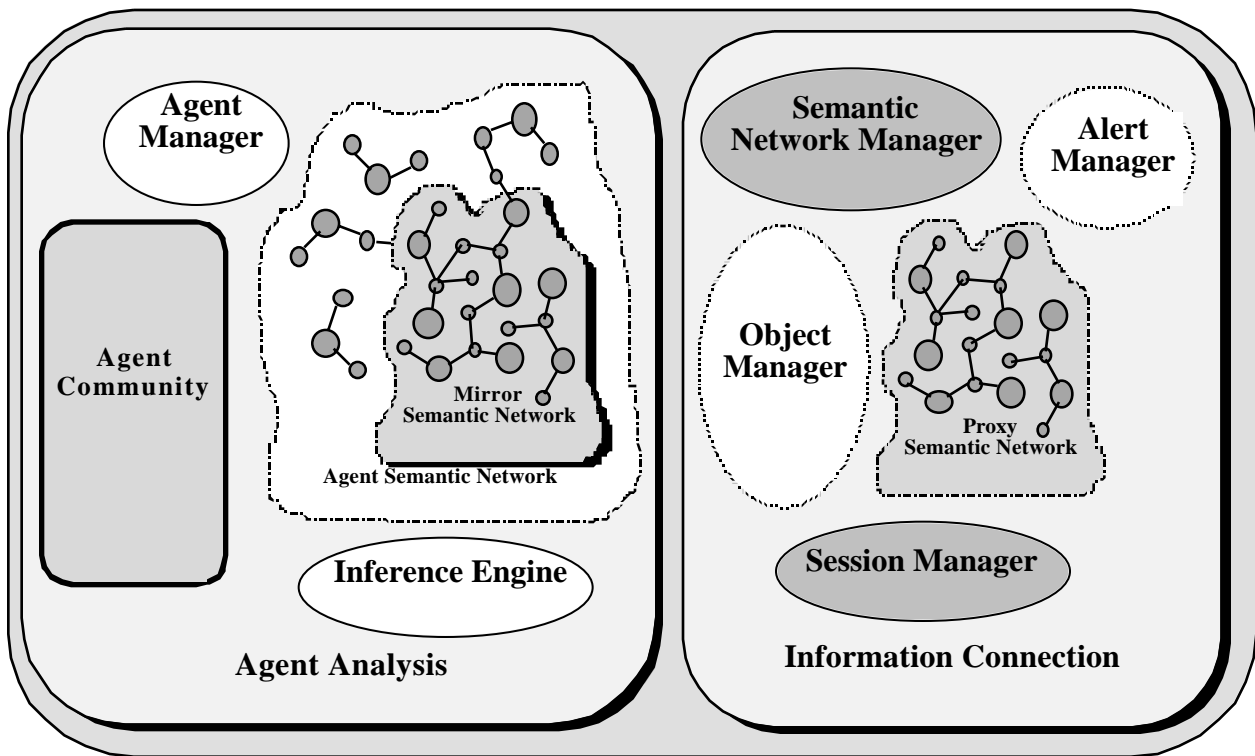 Agent
Manager
Agent
Community
Mirror
Semantic Network
Agent Semantic Network
Inference Engine
Agent Analysis
Semantic
Network Manager
Alert
Manager
Object
Manager
Proxy
Semantic Network
Session Manager
Information Connection